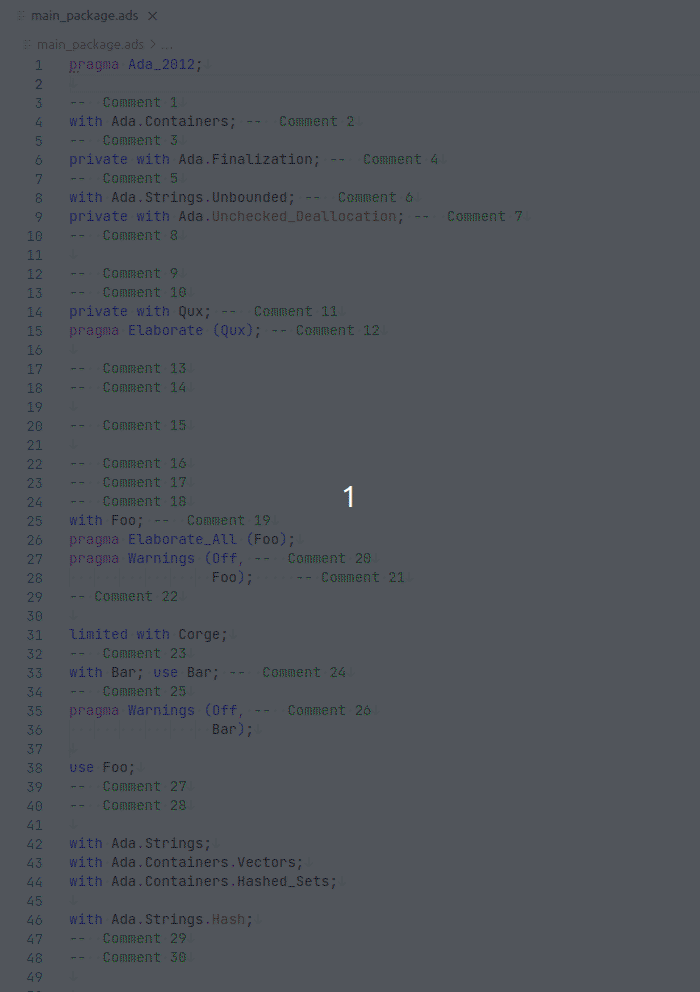 main_package.ads ×
main_package.ads > ...
1 pragma Ada_2012;
2
3 --  Comment 1
4 with Ada.Containers; --  Comment 2
5 --  Comment 3
6 private with Ada.Finalization; --  Comment 4
7 --  Comment 5
8 with Ada.Strings.Unbounded; --  Comment 6
9 private with Ada.Unchecked_Deallocation; --  Comment 7
10 --  Comment 8
11
12 --  Comment 9
13 --  Comment 10
14 private with Qux; --  Comment 11
15 pragma Elaborate (Qux); -- Comment 12
16
17 --  Comment 13
18 --  Comment 14
19
20 --  Comment 15
21
22 --  Comment 16
23 --  Comment 17
24 --  Comment 18
1
25 with Foo; --  Comment 19
26 pragma Elaborate_All (Foo);
27 pragma Warnings (Off, --  Comment 20
28                  Foo);     -- Comment 21
29 -- Comment 22
30
31 limited with Corge;
32 --  Comment 23
33 with Bar; use Bar; --  Comment 24
34 --  Comment 25
35 pragma Warnings (Off, --  Comment 26
36                  Bar);
37
38 use Foo;
39 --  Comment 27
40 --  Comment 28
41
42 with Ada.Strings;
43 with Ada.Containers.Vectors;
44 with Ada.Containers.Hashed_Sets;
45
46 with Ada.Strings.Hash;
47 --  Comment 29
48 --  Comment 30
49